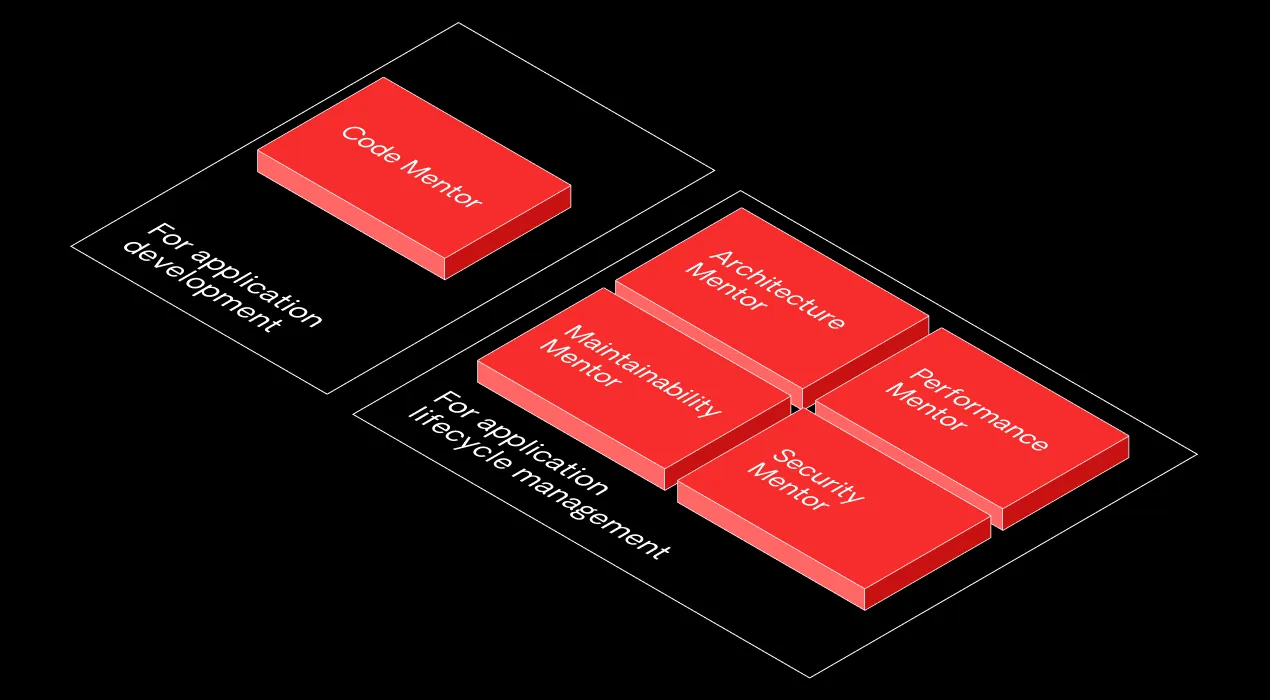 Code Mentor
For application
development
Architecture
Mentor
Maintainability
Mentor
Performance
Mentor
Security
Mentor
For application
lifecycle management